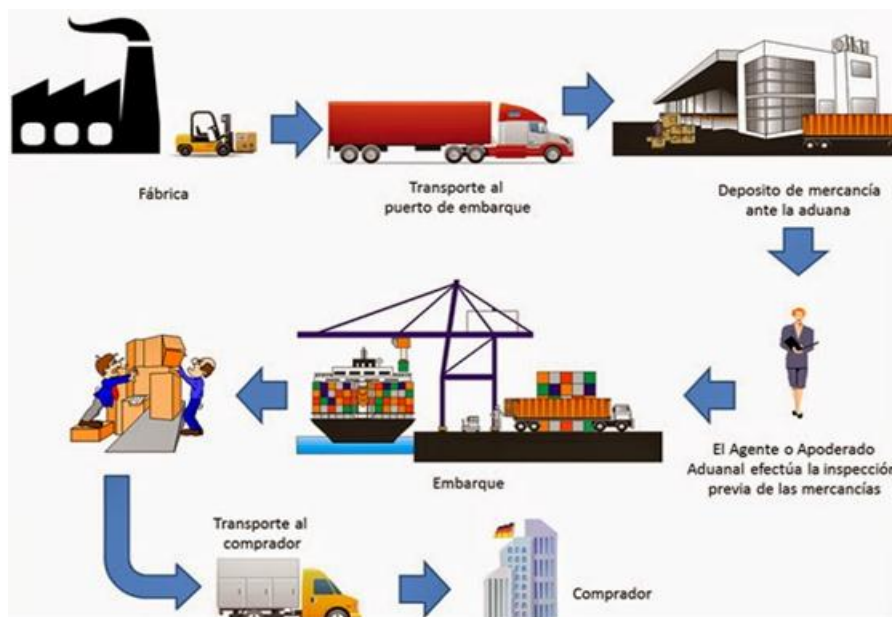 Fábrica
Transporte al
puerto de embarque
Deposito de mercancía
ante la aduana
El Agente o Apoderado
Aduanal efectúa la inspección
previa de las mercancías
Embarque
Transporte al
comprador
Comprador